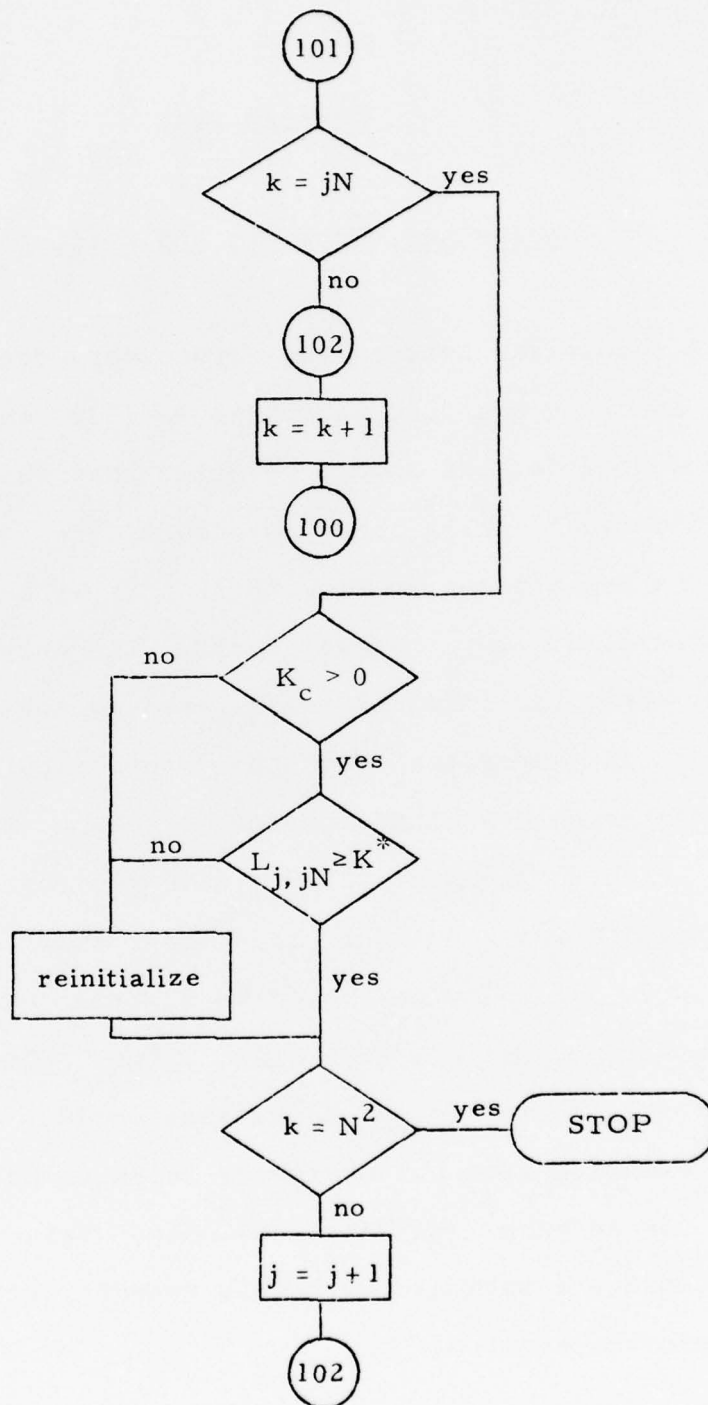 101
k = jN
yes
no
102
k = k + 1
100
no
K_c > 0
yes
no
L_{j, jN} ≥ K*
reinitialize
yes
k = N²
yes
STOP
no
j = j + 1
102